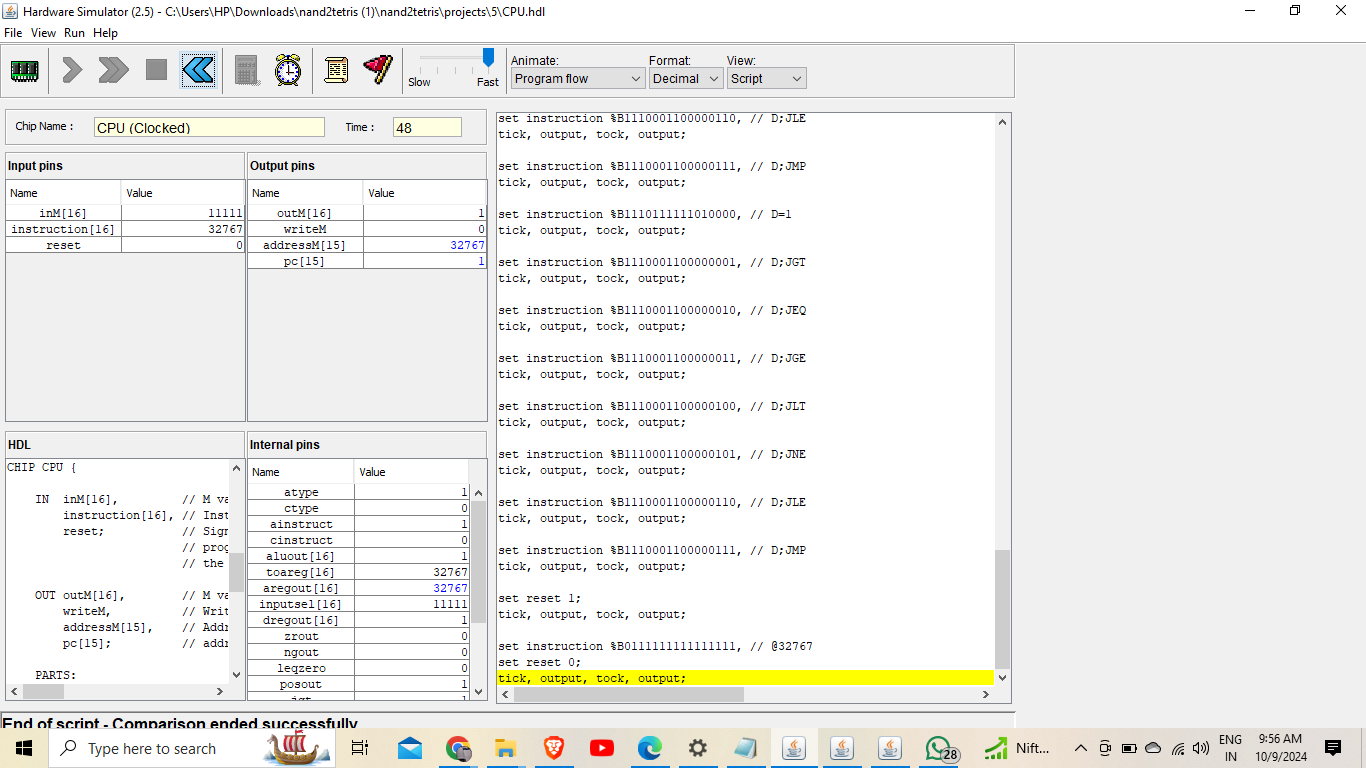 Hardware Simulator (2.5) - C:\Users\HP\Downloads\nand2tetris (1)\nand2tetris\projects\5\CPU.hdl
File View Run Help
Slow Fast
Animate: Format: View:
Program flow Decimal Script
Chip Name : CPU (Clocked) Time : 48
Input pins
Name Value
inM[16] 11111
instruction[16] 32767
reset 0
Output pins
Name Value
outM[16] 1
writeM 0
addressM[15] 32767
pc[15] 1
HDL
CHIP CPU {
IN inM[16], // M va
instruction[16], // Inst
reset; // Sign
// prog
// the
OUT outM[16], // M va
writeM, // Writ
addressM[15], // Addr
pc[15]; // addr
PARTS:
Internal pins
Name Value
atype 1
ctype 0
ainstruct 1
cinstruct 0
aluout[16] 1
toareg[16] 32767
aregout[16] 32767
inputsel[16] 11111
dregout[16] 1
zrout 0
ngout 0
leqzero 0
posout 1
set instruction %B1110001100000110, // D;JLE
tick, output, tock, output;
set instruction %B1110001100000111, // D;JMP
tick, output, tock, output;
set instruction %B1110111111010000, // D=1
tick, output, tock, output;
set instruction %B1110001100000001, // D;JGT
tick, output, tock, output;
set instruction %B1110001100000010, // D;JEQ
tick, output, tock, output;
set instruction %B1110001100000011, // D;JGE
tick, output, tock, output;
set instruction %B1110001100000100, // D;JLT
tick, output, tock, output;
set instruction %B1110001100000101, // D;JNE
tick, output, tock, output;
set instruction %B1110001100000110, // D;JLE
tick, output, tock, output;
set instruction %B1110001100000111, // D;JMP
tick, output, tock, output;
set reset 1;
tick, output, tock, output;
set instruction %B0111111111111111, // @32767
set reset 0;
tick, output, tock, output;
End of script - Comparison ended successfully
Type here to search
28
Nift...
ENG
IN
9:56 AM
10/9/2024